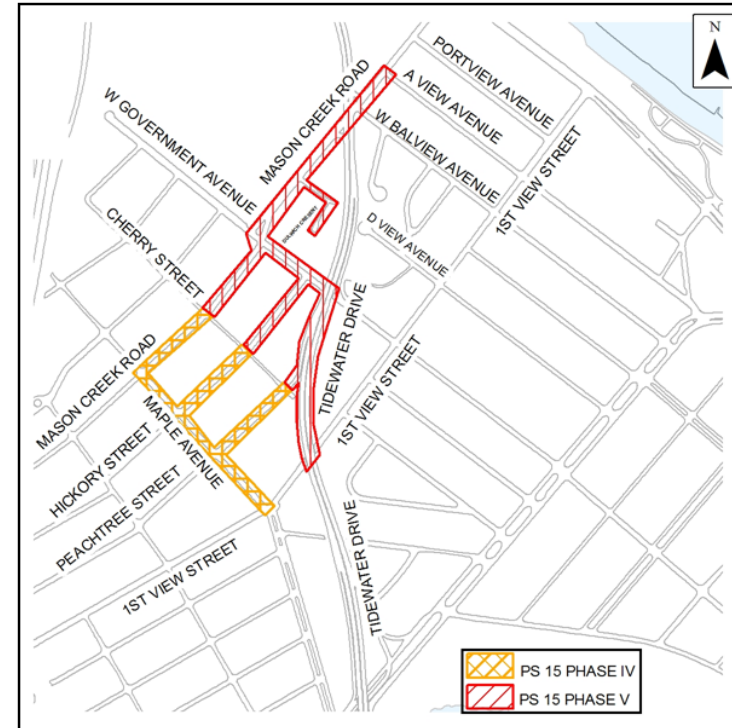 N
PORTVIEW AVENUE
A VIEW AVENUE
MASON CREEK ROAD
W BALVIEW AVENUE
W GOVERNMENT AVENUE
1ST VIEW STREET
D VIEW AVENUE
CHERRY STREET
TIDEWATER DRIVE
1ST VIEW STREET
MASON CREEK ROAD
MAPLE AVENUE
HICKORY STREET
PEACHTREE STREET
1ST VIEW STREET
TIDEWATER DRIVE
PS 15 PHASE IV
PS 15 PHASE V